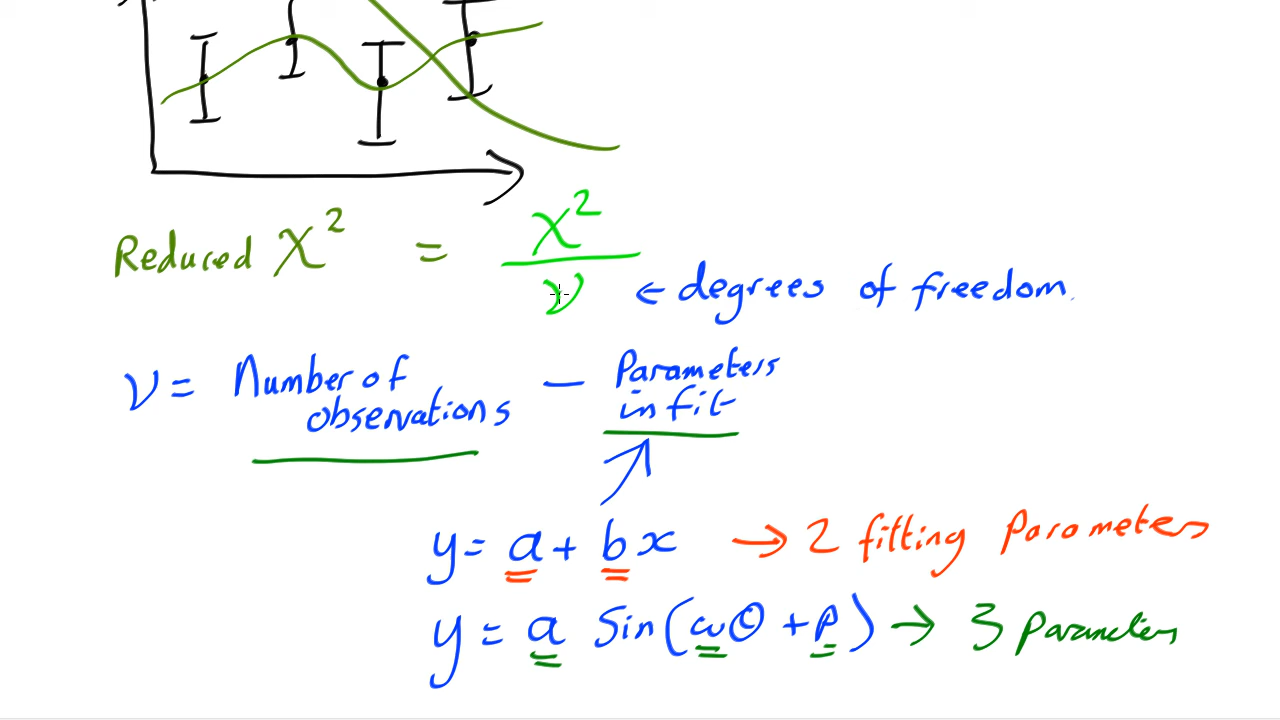 Reduced χ² = χ² / ν ← degrees of freedom.
ν = Number of observations — Parameters in fit
y = a + bx → 2 fitting parameters
y = a Sin(ωΘ + p) → 3 parameters